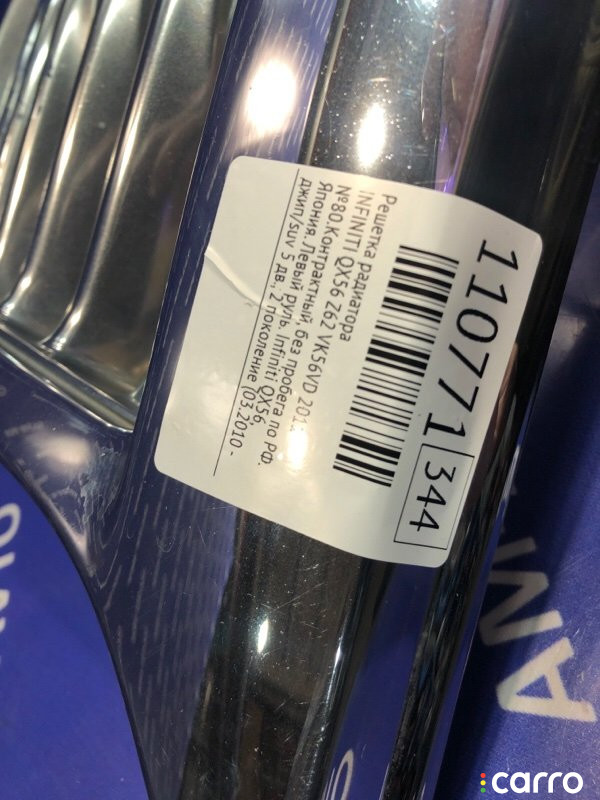 110771 344
Решетка радиатора
INFINITI QX56 Z62 VK56VD 201
№80.Контрактный, без пробега по РФ.
Япония. Левый руль. Infiniti QX56,
джип/suv 5 дв., 2 поколение (03.2010 -
AM
carro